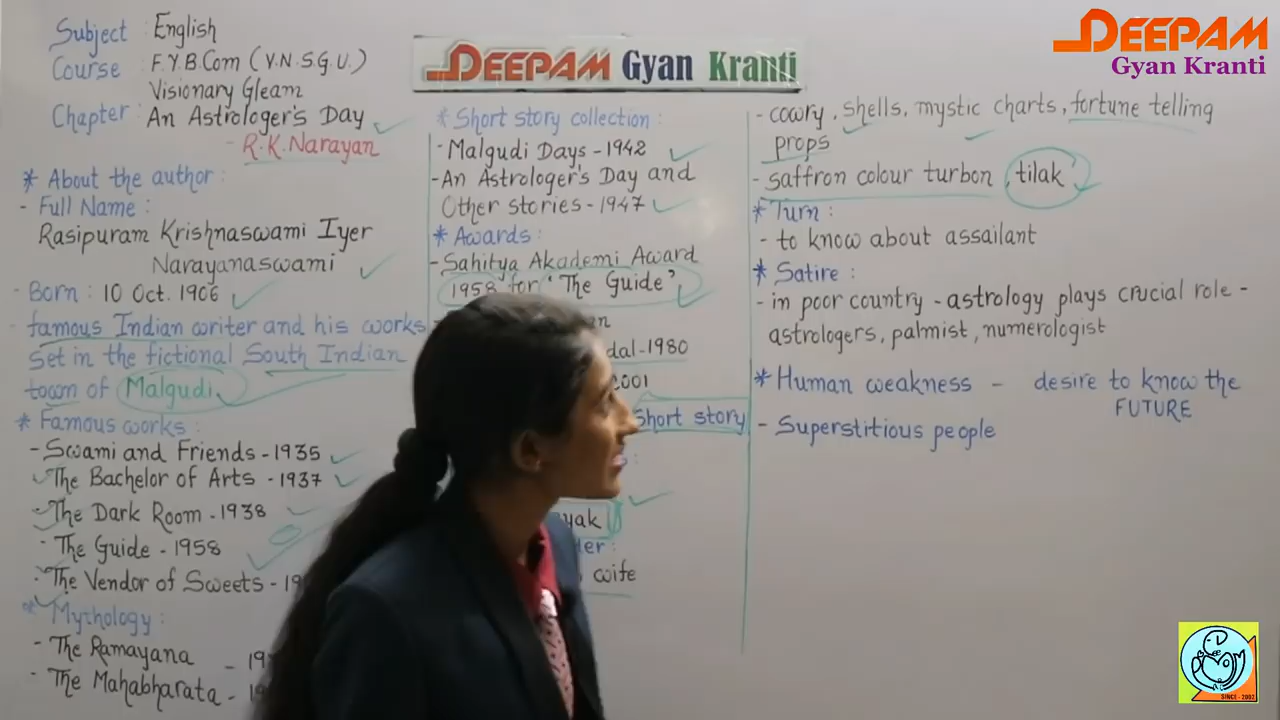 Subject : English
Course : F.Y.B Com (V.N.S.G.U.)
Visionary Gleam
Chapter : An Astrologer's Day
- R.K. Narayan
* About the author :
- Full Name :
Rasipuram Krishnaswami Iyer
Narayanaswami
- Born : 10 Oct. 1906
- famous Indian writer and his works
set in the fictional South Indian
town of Malgudi
* Famous works :
- Swami and Friends - 1935
- The Bachelor of Arts - 1937
- The Dark Room - 1938
- The Guide - 1958
- The Vendor of Sweets -
* Mythology :
- The Ramayana -
- The Mahabharata -
DEEPAM Gyan Kranti
* Short story collection :
- Malgudi Days - 1942
- An Astrologer's Day and
Other stories - 1947
* Awards :
- Sahitya Akademi Award
1958 for 'The Guide'
- 1980
Short story
wife
- cowry, shells, mystic charts, fortune telling
props
- saffron colour turbon, tilak
* Turn :
- to know about assailant
* Satire :
- in poor country - astrology plays crucial role -
astrologers, palmist, numerologist
* Human weakness - desire to know the
FUTURE
- Superstitious people
DEEPAM
Gyan Kranti
SINCE - 2002